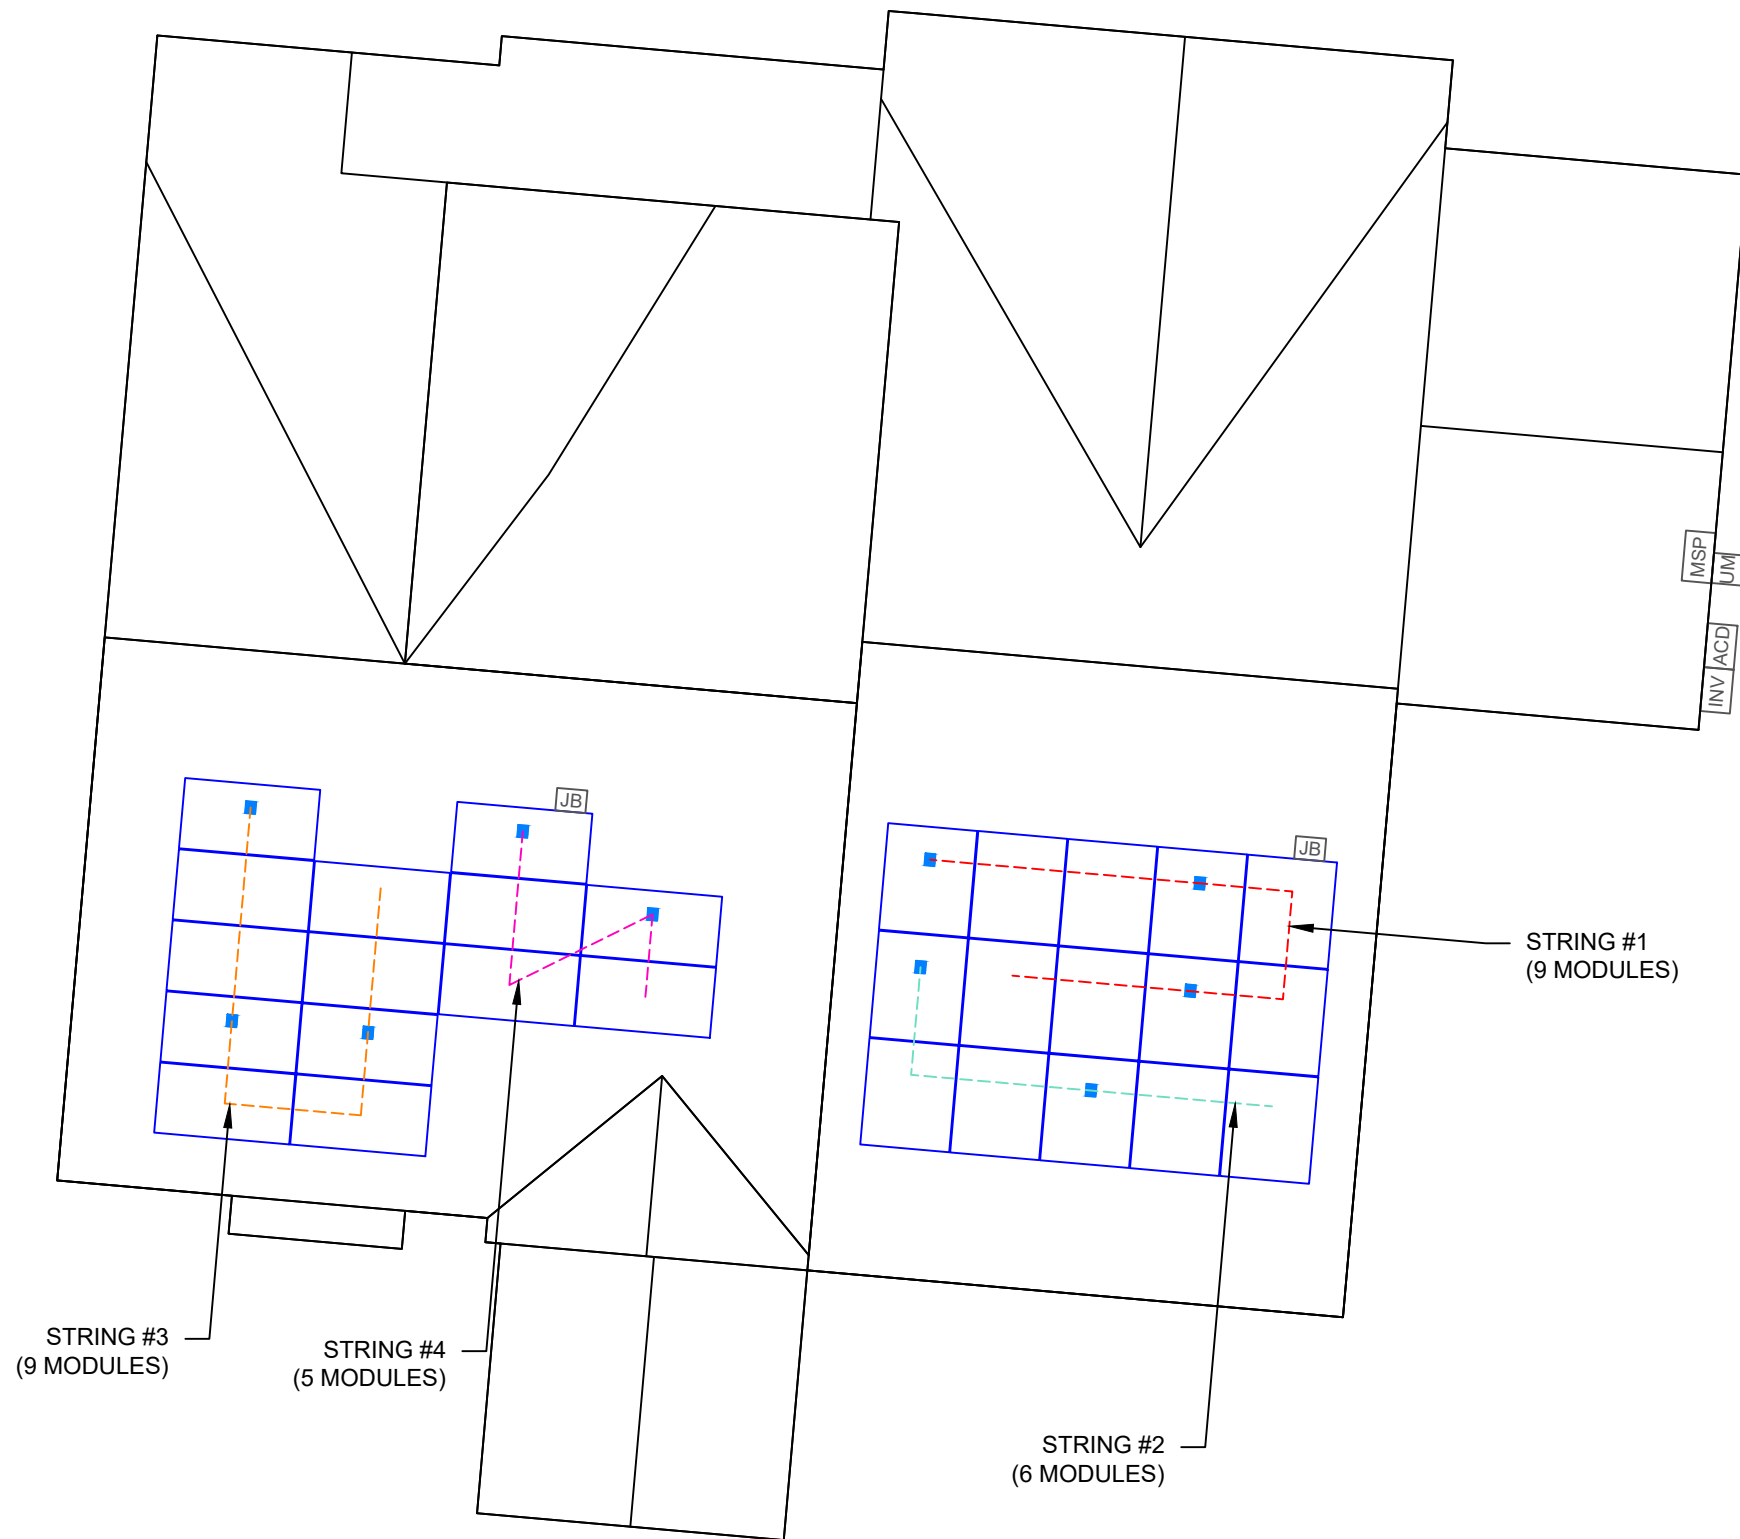 MSP
UM
ACD
INV
JB
JB
STRING #1
(9 MODULES)
STRING #3
(9 MODULES)
STRING #4
(5 MODULES)
STRING #2
(6 MODULES)